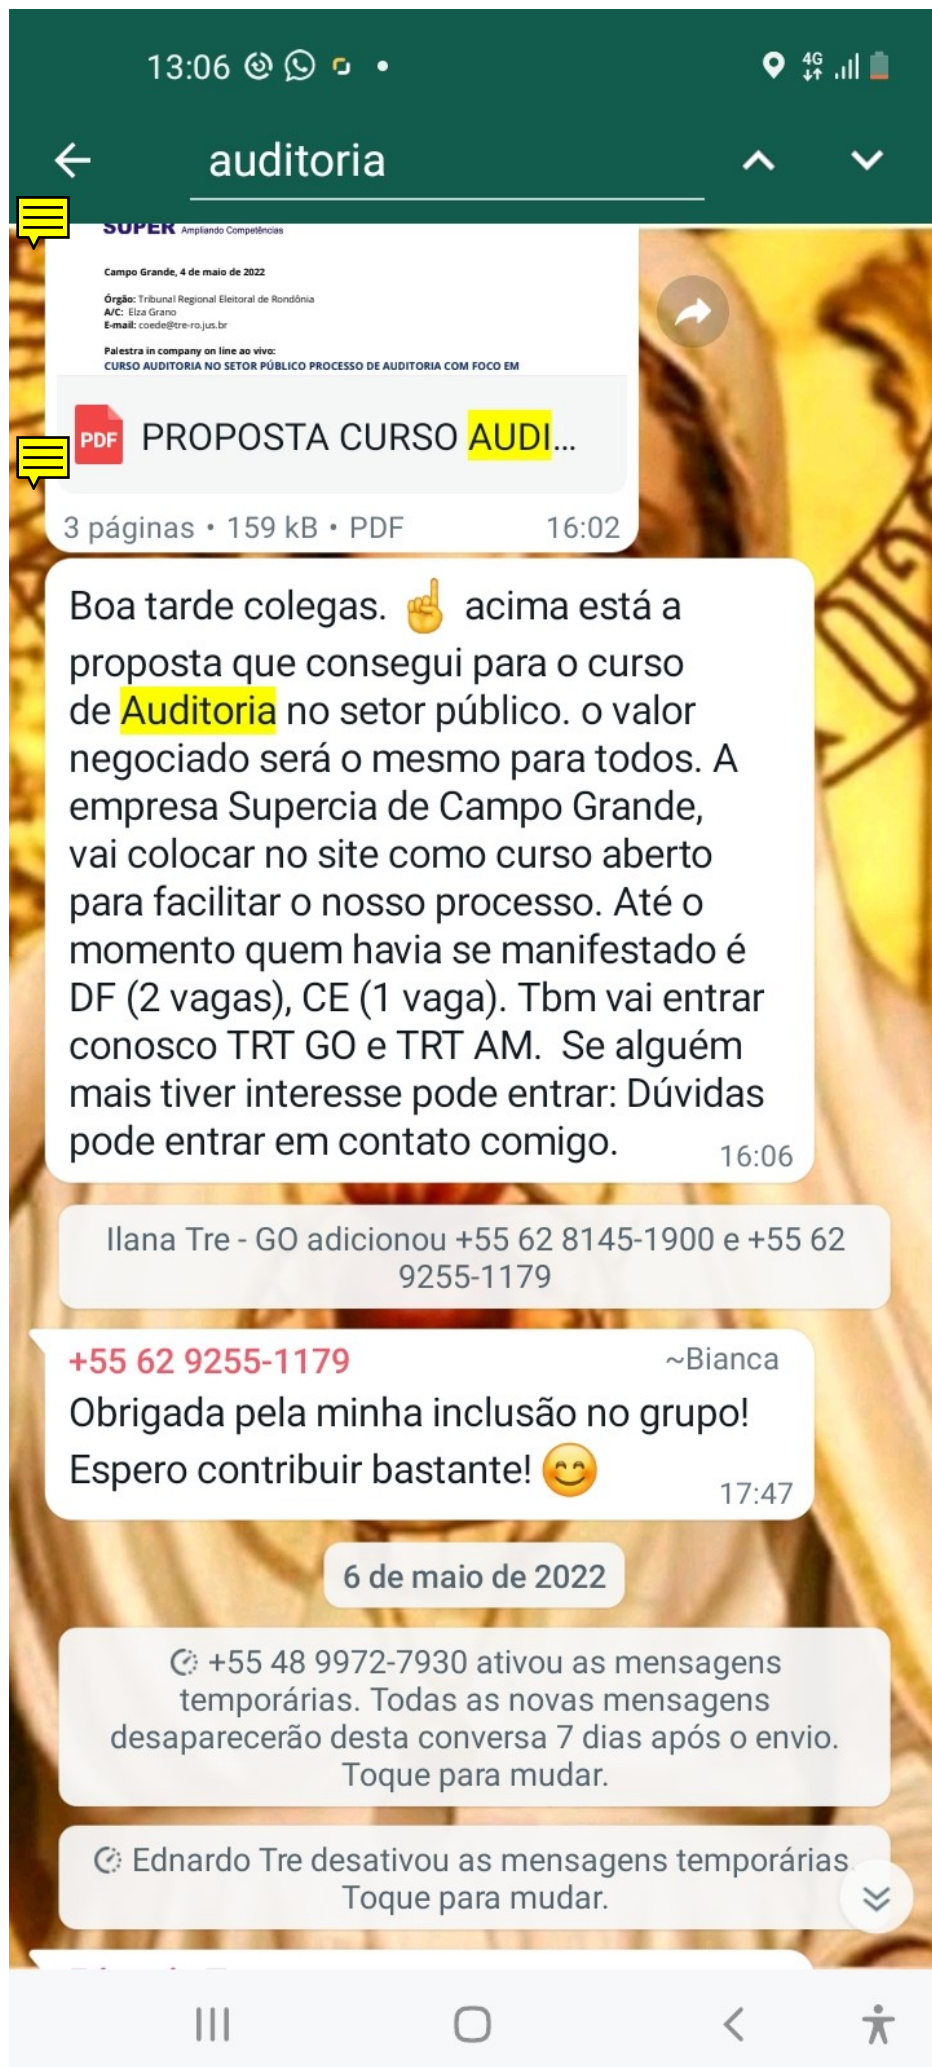 13:06
4G
auditoria
SUPER Ampliando Competências
Campo Grande, 4 de maio de 2022
Órgão: Tribunal Regional Eleitoral de Rondônia
A/C: Elza Grano
E-mail: coede@tre-ro.jus.br
Palestra in company on line ao vivo:
CURSO AUDITORIA NO SETOR PÚBLICO PROCESSO DE AUDITORIA COM FOCO EM
PDF PROPOSTA CURSO AUDI...
3 páginas • 159 kB • PDF 16:02
Boa tarde colegas. ☝️ acima está a
proposta que consegui para o curso
de Auditoria no setor público. o valor
negociado será o mesmo para todos. A
empresa Supercia de Campo Grande,
vai colocar no site como curso aberto
para facilitar o nosso processo. Até o
momento quem havia se manifestado é
DF (2 vagas), CE (1 vaga). Tbm vai entrar
conosco TRT GO e TRT AM.  Se alguém
mais tiver interesse pode entrar: Dúvidas
pode entrar em contato comigo. 16:06
Ilana Tre - GO adicionou +55 62 8145-1900 e +55 62
9255-1179
+55 62 9255-1179 ~Bianca
Obrigada pela minha inclusão no grupo!
Espero contribuir bastante! 😊 17:47
6 de maio de 2022
+55 48 9972-7930 ativou as mensagens
temporárias. Todas as novas mensagens
desaparecerão desta conversa 7 dias após o envio.
Toque para mudar.
Ednardo Tre desativou as mensagens temporárias.
Toque para mudar.